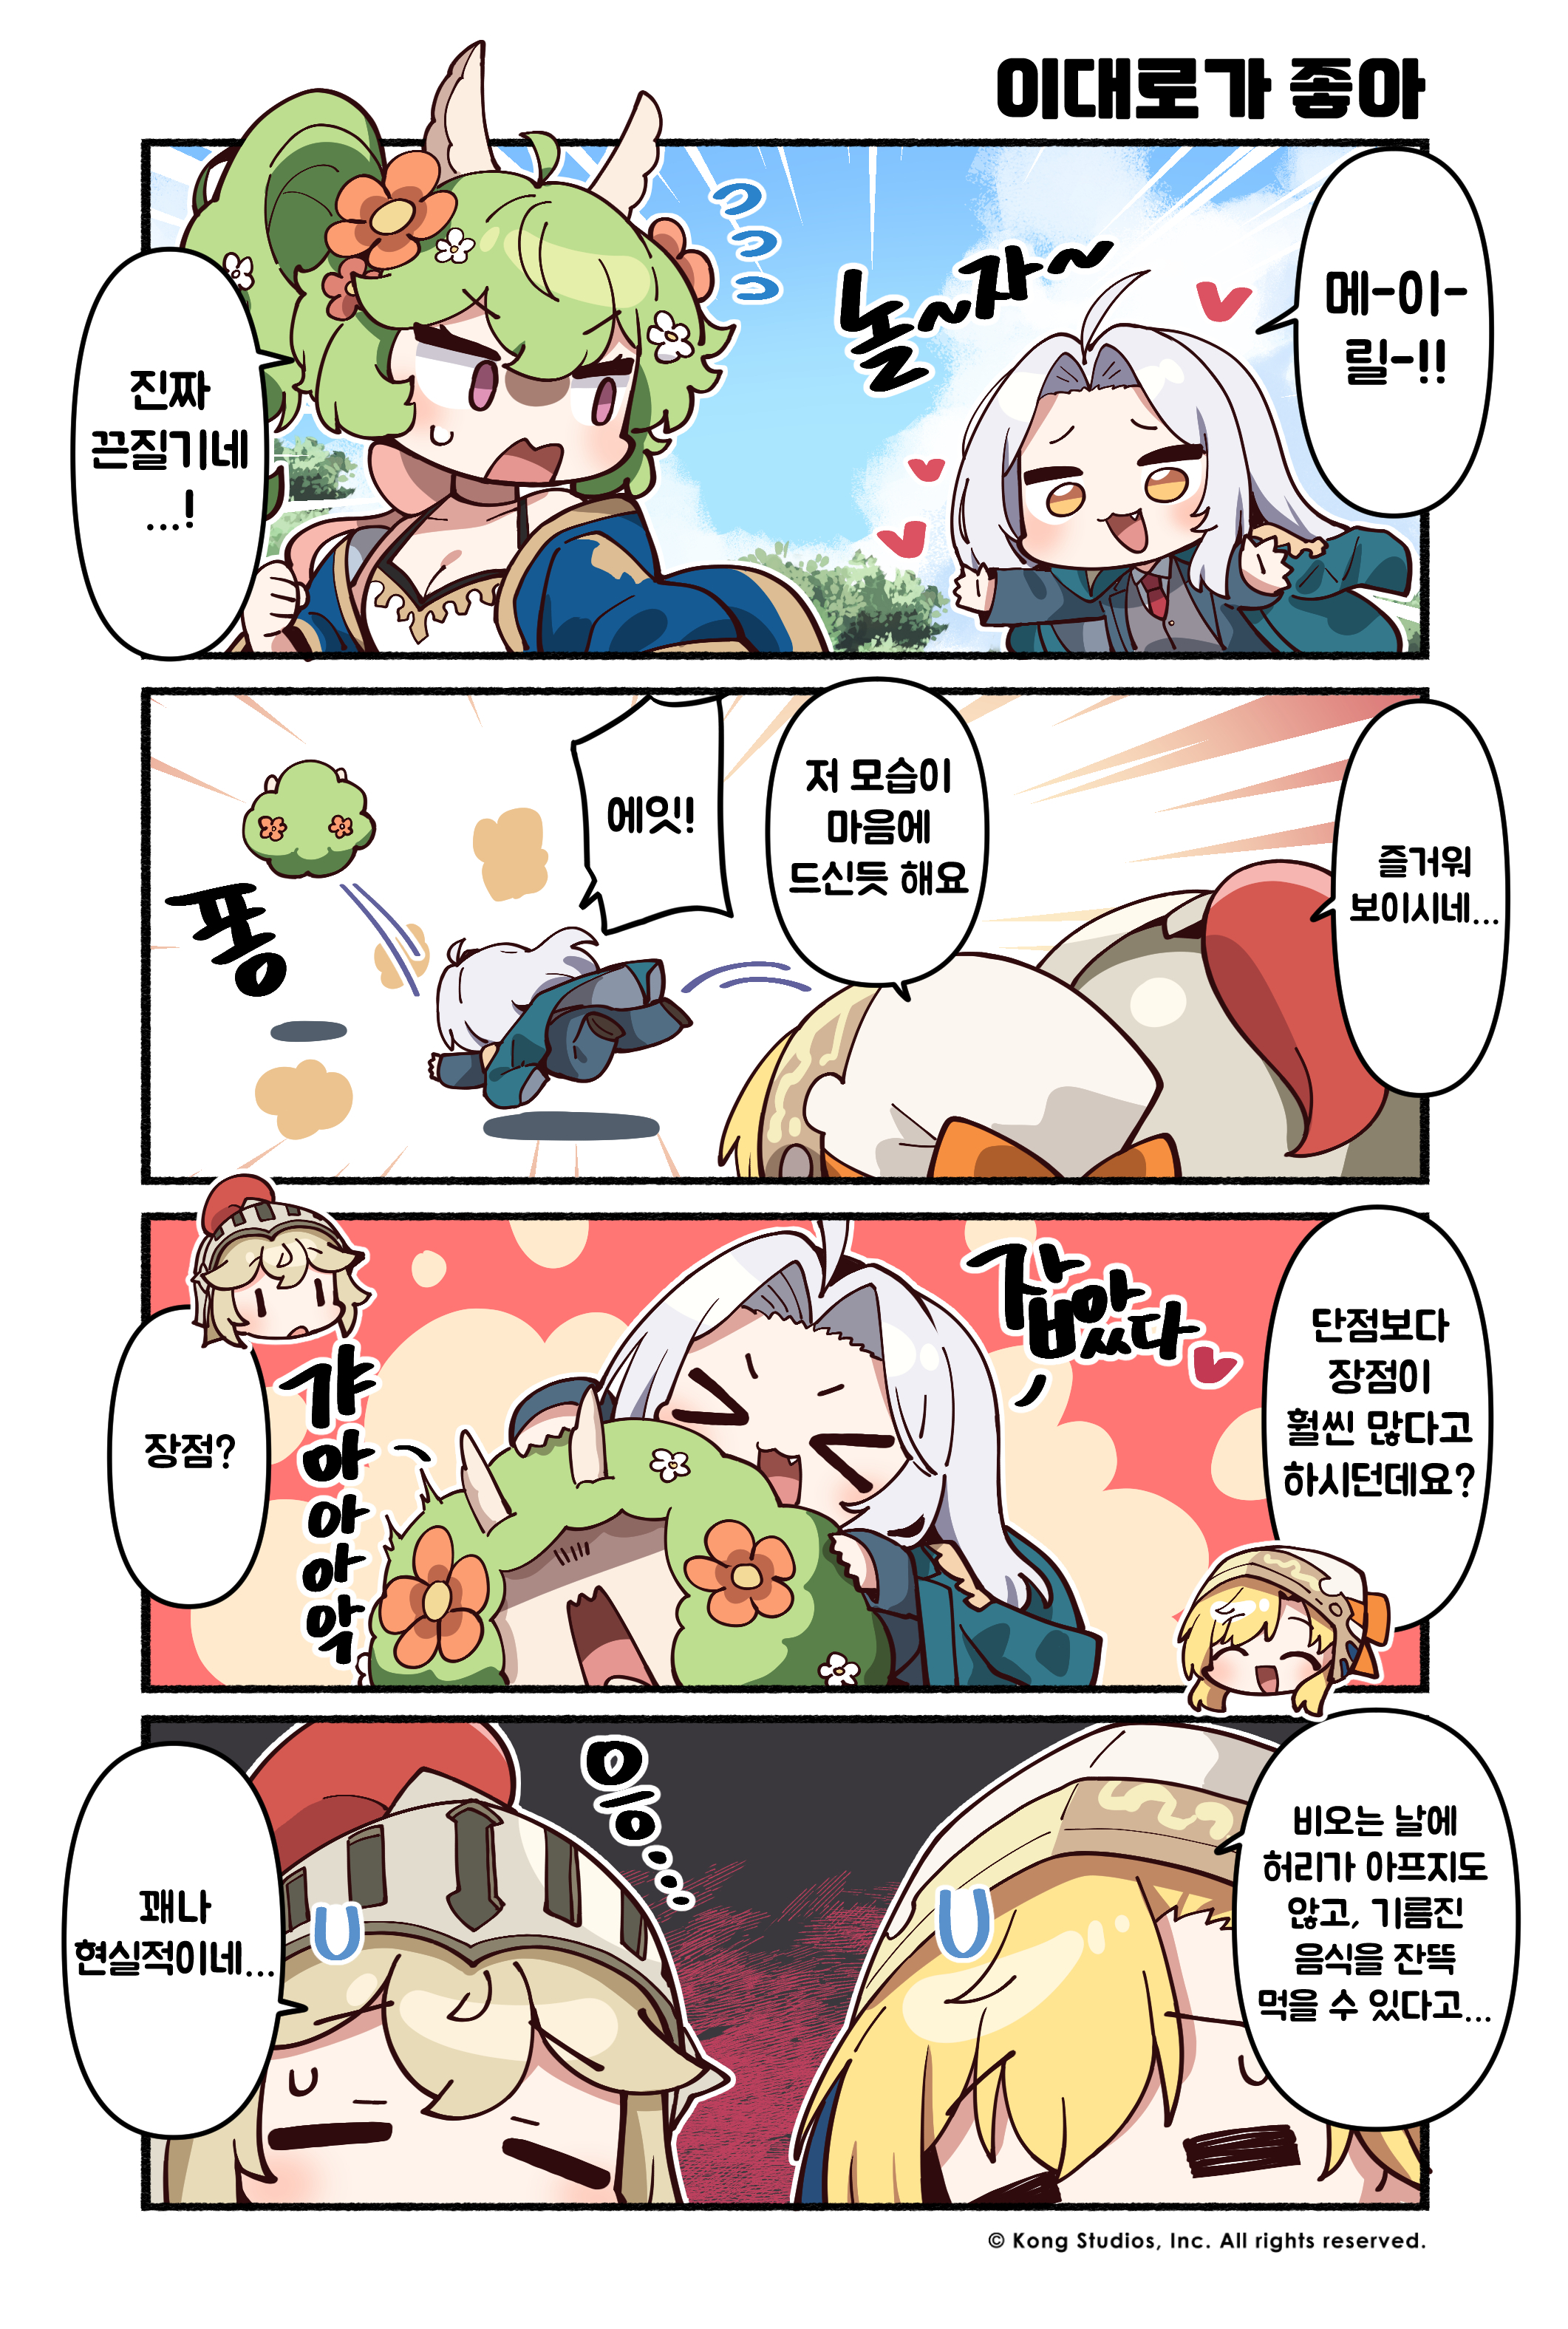 이대로가 좋아
메-이-
릴-!!
놀~자~
진짜
끈질기네
...!
즐거워
보이시네...
저 모습이
마음에
드신듯 해요
에잇!
퐁
단점보다
장점이
훨씬 많다고
하시던데요?
잡았다
장점?
갸
아
아
아
악
비오는 날에
허리가 아프지도
않고, 기름진
음식을 잔뜩
먹을 수 있다고...
응...
꽤나
현실적이네...
© Kong Studios, Inc. All rights reserved.